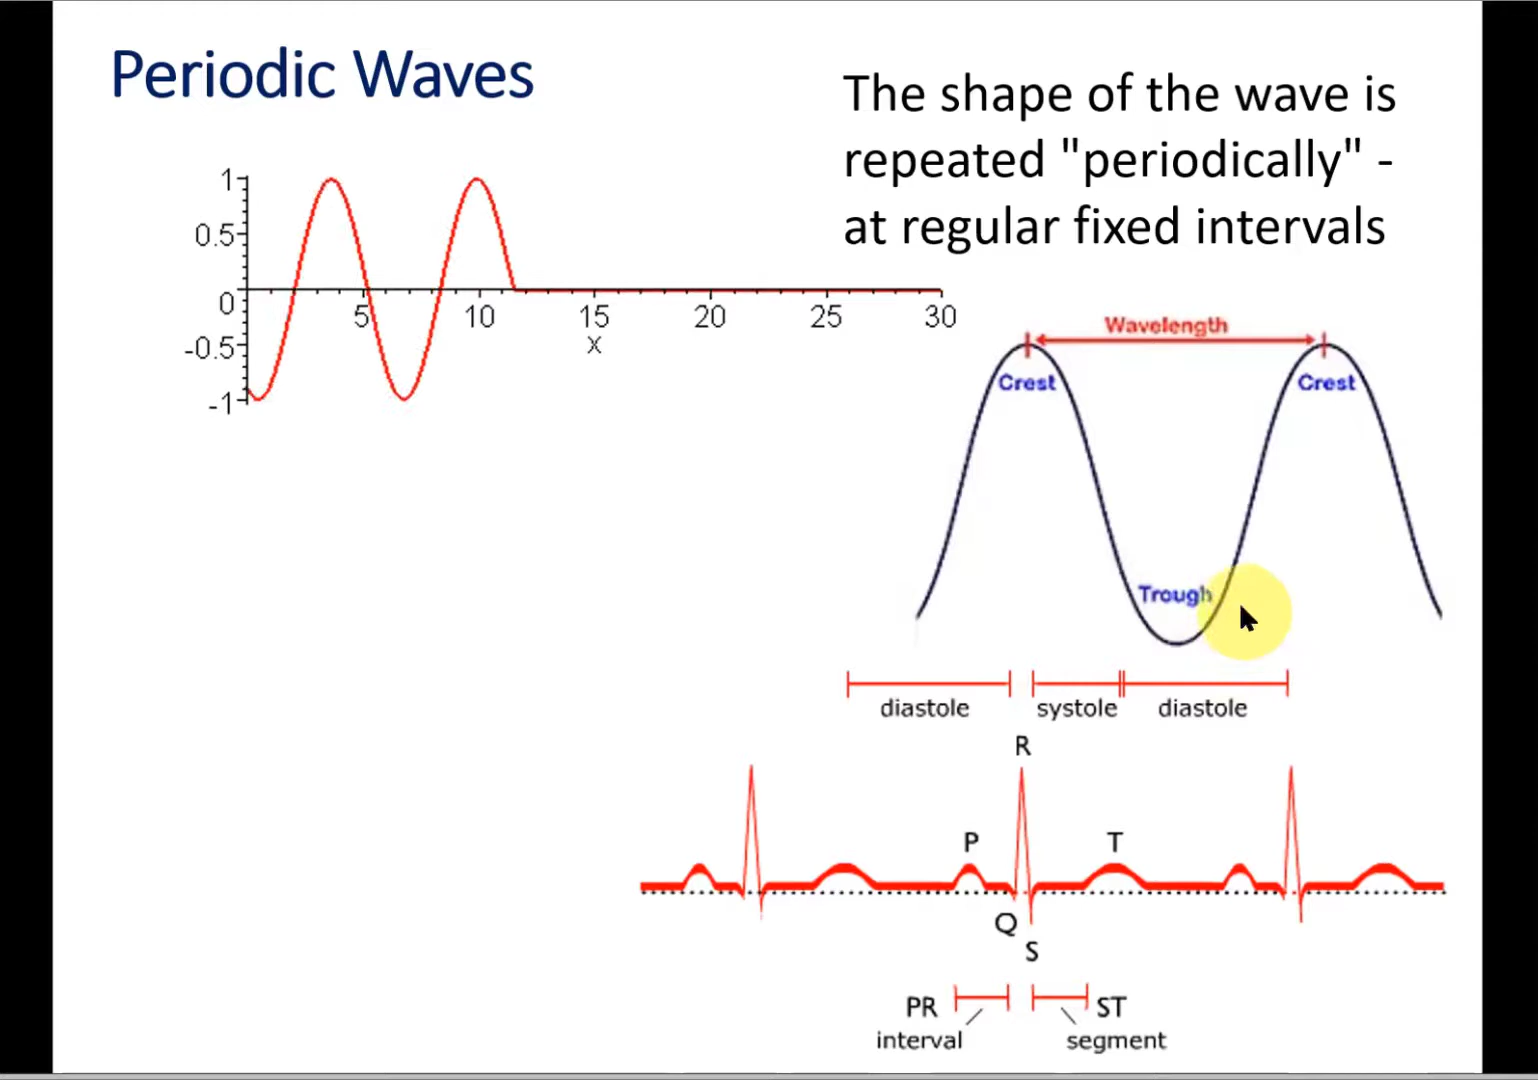 Periodic Waves
The shape of the wave is
repeated "periodically" -
at regular fixed intervals
1
0.5
0
-0.5
-1
5 10 15 20 25 30
x
Wavelength
Crest Crest
Trough
diastole systole diastole
R
P T
Q
S
PR ST
interval segment